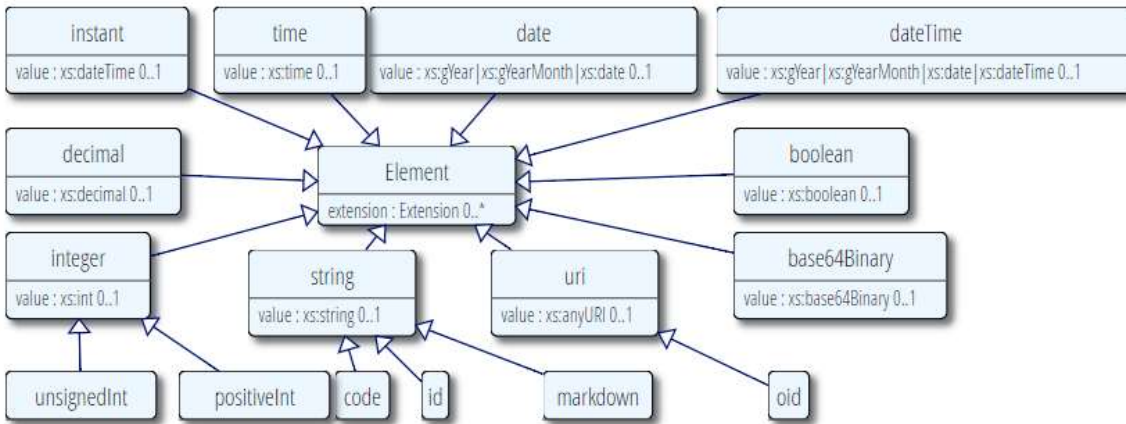 instant
value : xs:dateTime 0..1
time
value : xs:time 0..1
date
value : xs:gYear|xs:gYearMonth|xs:date 0..1
dateTime
value : xs:gYear|xs:gYearMonth|xs:date|xs:dateTime 0..1
decimal
value : xs:decimal 0..1
Element
extension : Extension 0..*
boolean
value : xs:boolean 0..1
integer
value : xs:int 0..1
string
value : xs:string 0..1
uri
value : xs:anyURI 0..1
base64Binary
value : xs:base64Binary 0..1
unsignedInt
positiveInt
code
id
markdown
oid